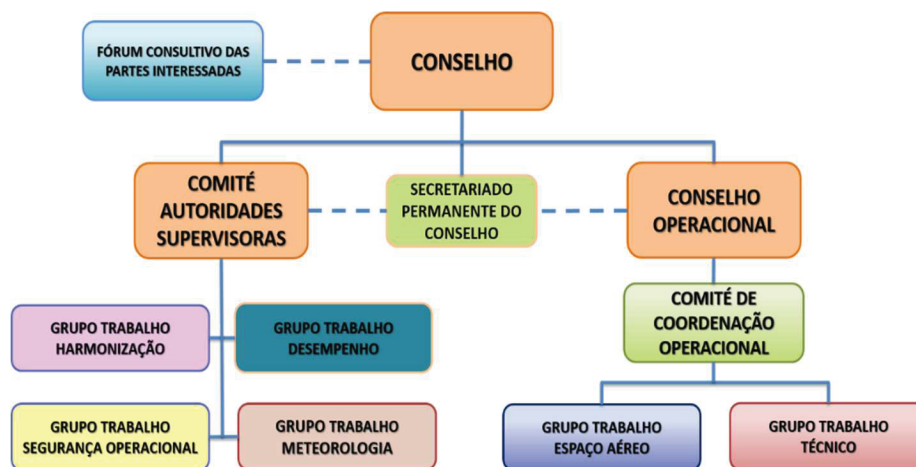 FÓRUM CONSULTIVO DAS
PARTES INTERESSADAS
CONSELHO
COMITÉ
AUTORIDADES
SUPERVISORAS
SECRETARIADO
PERMANENTE DO
CONSELHO
CONSELHO
OPERACIONAL
GRUPO TRABALHO
HARMONIZAÇÃO
GRUPO TRABALHO
DESEMPENHO
COMITÉ DE
COORDENAÇÃO
OPERACIONAL
GRUPO TRABALHO
SEGURANÇA OPERACIONAL
GRUPO TRABALHO
METEOROLOGIA
GRUPO TRABALHO
ESPAÇO AÉREO
GRUPO TRABALHO
TÉCNICO